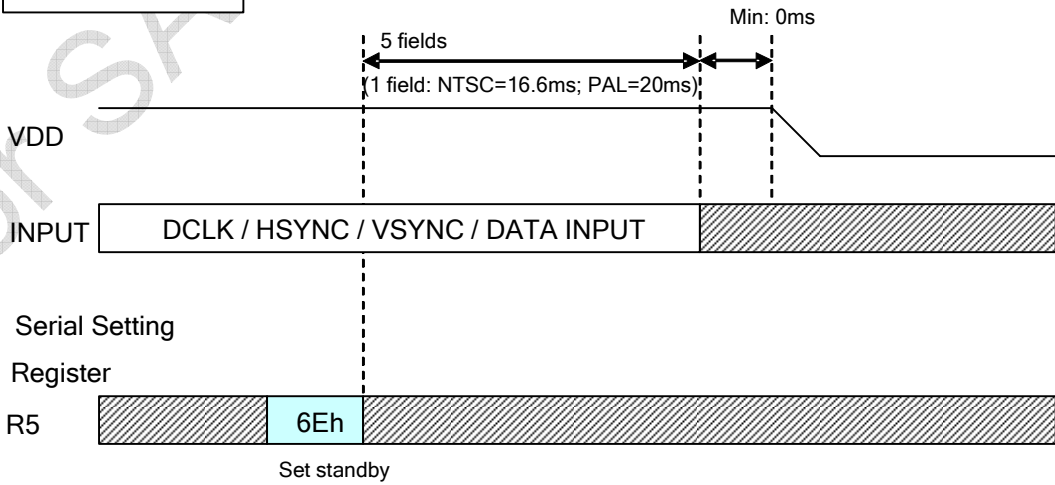 Min: 0ms
5 fields
(1 field: NTSC=16.6ms; PAL=20ms)
VDD
INPUT
DCLK / HSYNC / VSYNC / DATA INPUT
Serial Setting
Register
R5
6Eh
Set standby